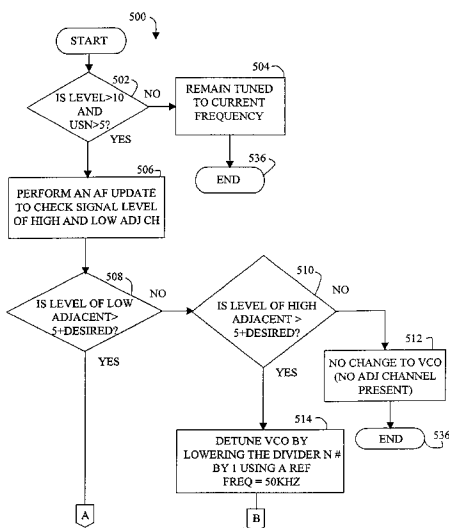 500
START
502
IS LEVEL>10
AND
USN>5?
NO
YES
504
REMAIN TUNED
TO CURRENT
FREQUENCY
536
END
506
PERFORM AN AF UPDATE
TO CHECK SIGNAL LEVEL
OF HIGH AND LOW ADJ CH
508
IS LEVEL OF LOW
ADJACENT>
5+DESIRED?
NO
YES
510
IS LEVEL OF HIGH
ADJACENT >
5+DESIRED?
NO
YES
512
NO CHANGE TO VCO
(NO ADJ CHANNEL
PRESENT)
END
536
514
DETUNE VCO BY
LOWERING THE DIVIDER N #
BY 1 USING A REF
FREQ = 50KHZ
A
B